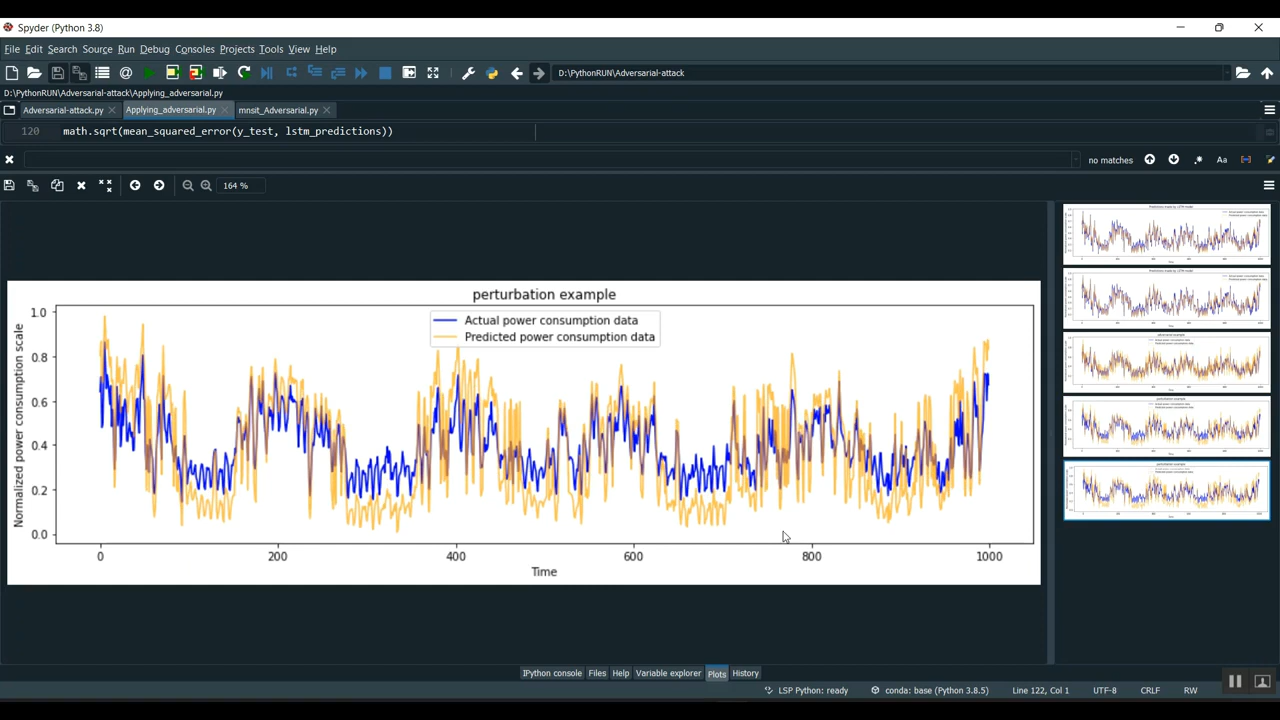 Spyder (Python 3.8)
File Edit Search Source Run Debug Consoles Projects Tools View Help
D:\PythonRUN\Adversarial-attack
D:\PythonRUN\Adversarial-attack\Applying_adversarial.py
Adversarial-attack.py Applying_adversarial.py mnsit_Adversarial.py
120 math.sqrt(mean_squared_error(y_test, lstm_predictions))
no matches Aa
164 %
perturbation example
Actual power consumption data
Predicted power consumption data
Normalized power consumption scale
1.0
0.8
0.6
0.4
0.2
0.0
0 200 400 600 800 1000
Time
IPython console Files Help Variable explorer Plots History
LSP Python: ready conda: base (Python 3.8.5) Line 122, Col 1 UTF-8 CRLF RW